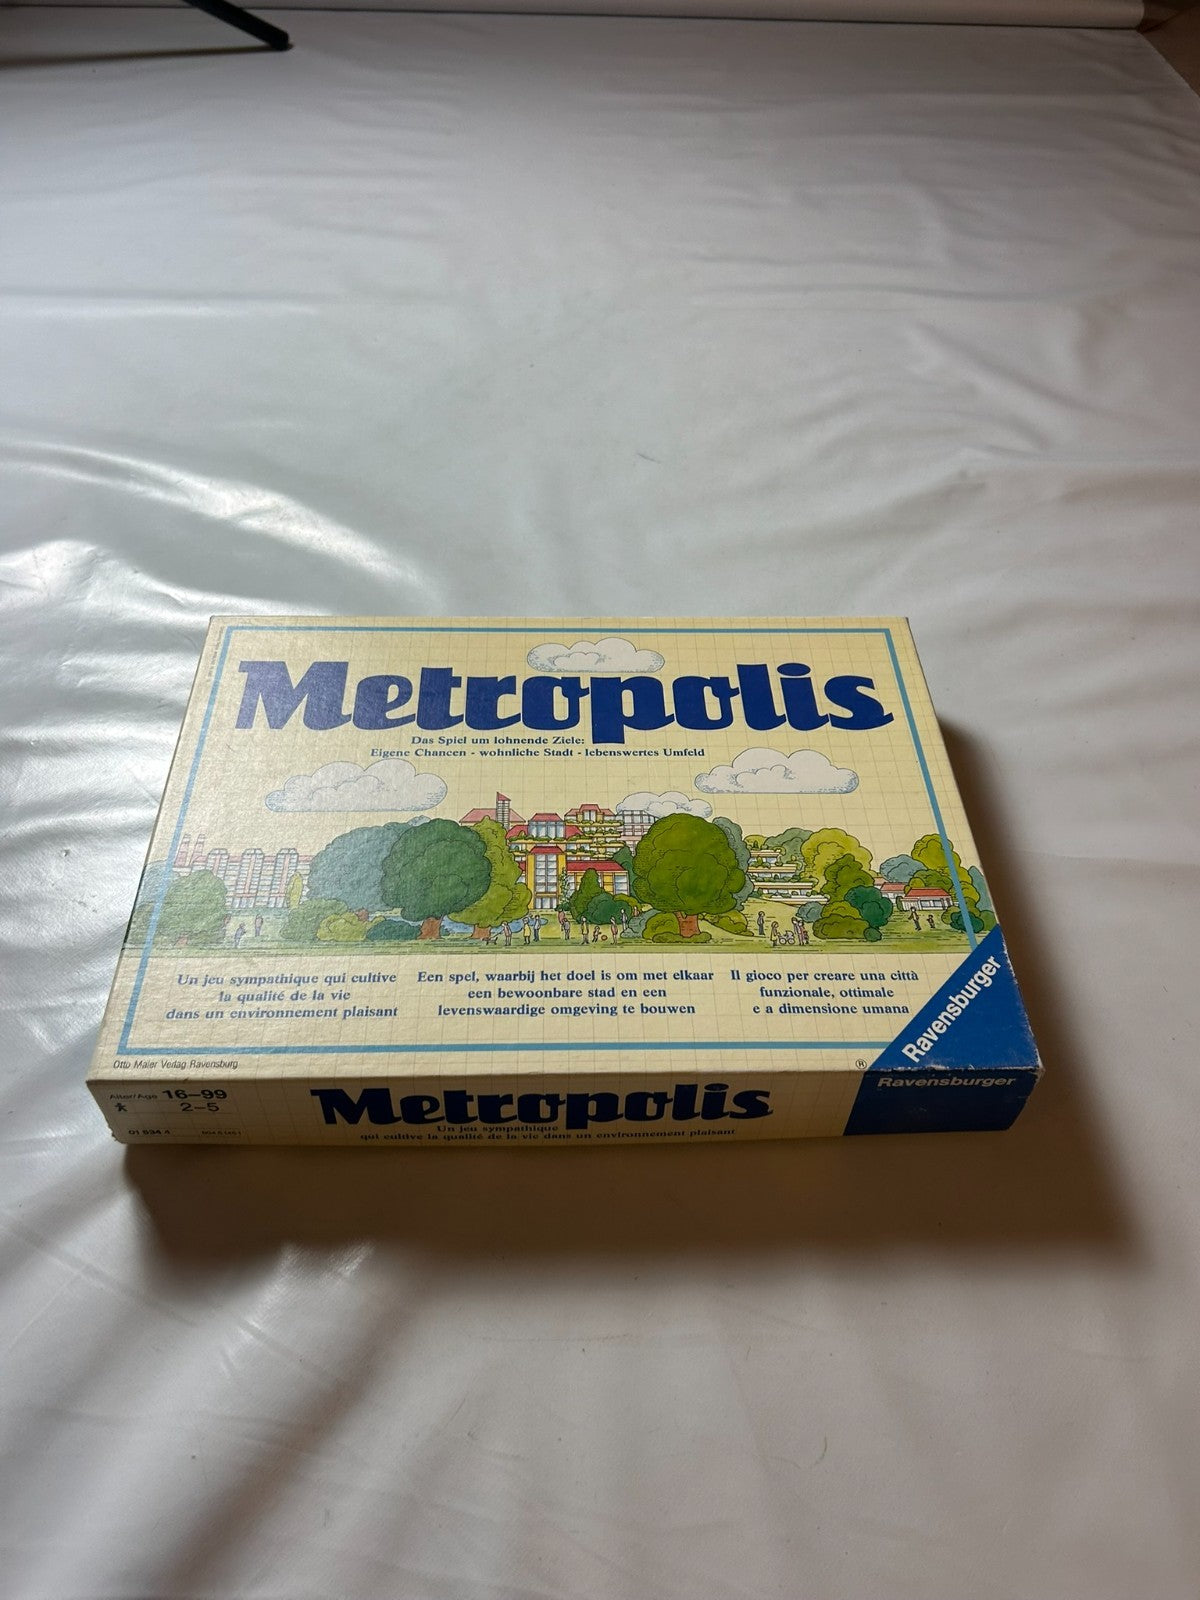 Metropolis
Das Spiel um lohnende Ziele:
Eigene Chancen - wohnliche Stadt - lebenswertes Umfeld
Un jeu sympathique qui cultive
la qualité de la vie
dans un environnement plaisant
Een spel, waarbij het doel is om met elkaar
een bewoonbare stad en een
levenswaardige omgeving te bouwen
Il gioco per creare una città
funzionale, ottimale
e a dimensione umana
Ravensburger
Otto Maier Verlag Ravensburg
®
Alter/Age 16–99
2–5
Metropolis
Un jeu sympathique
qui cultive la qualité de la vie dans un environnement plaisant
Ravensburger